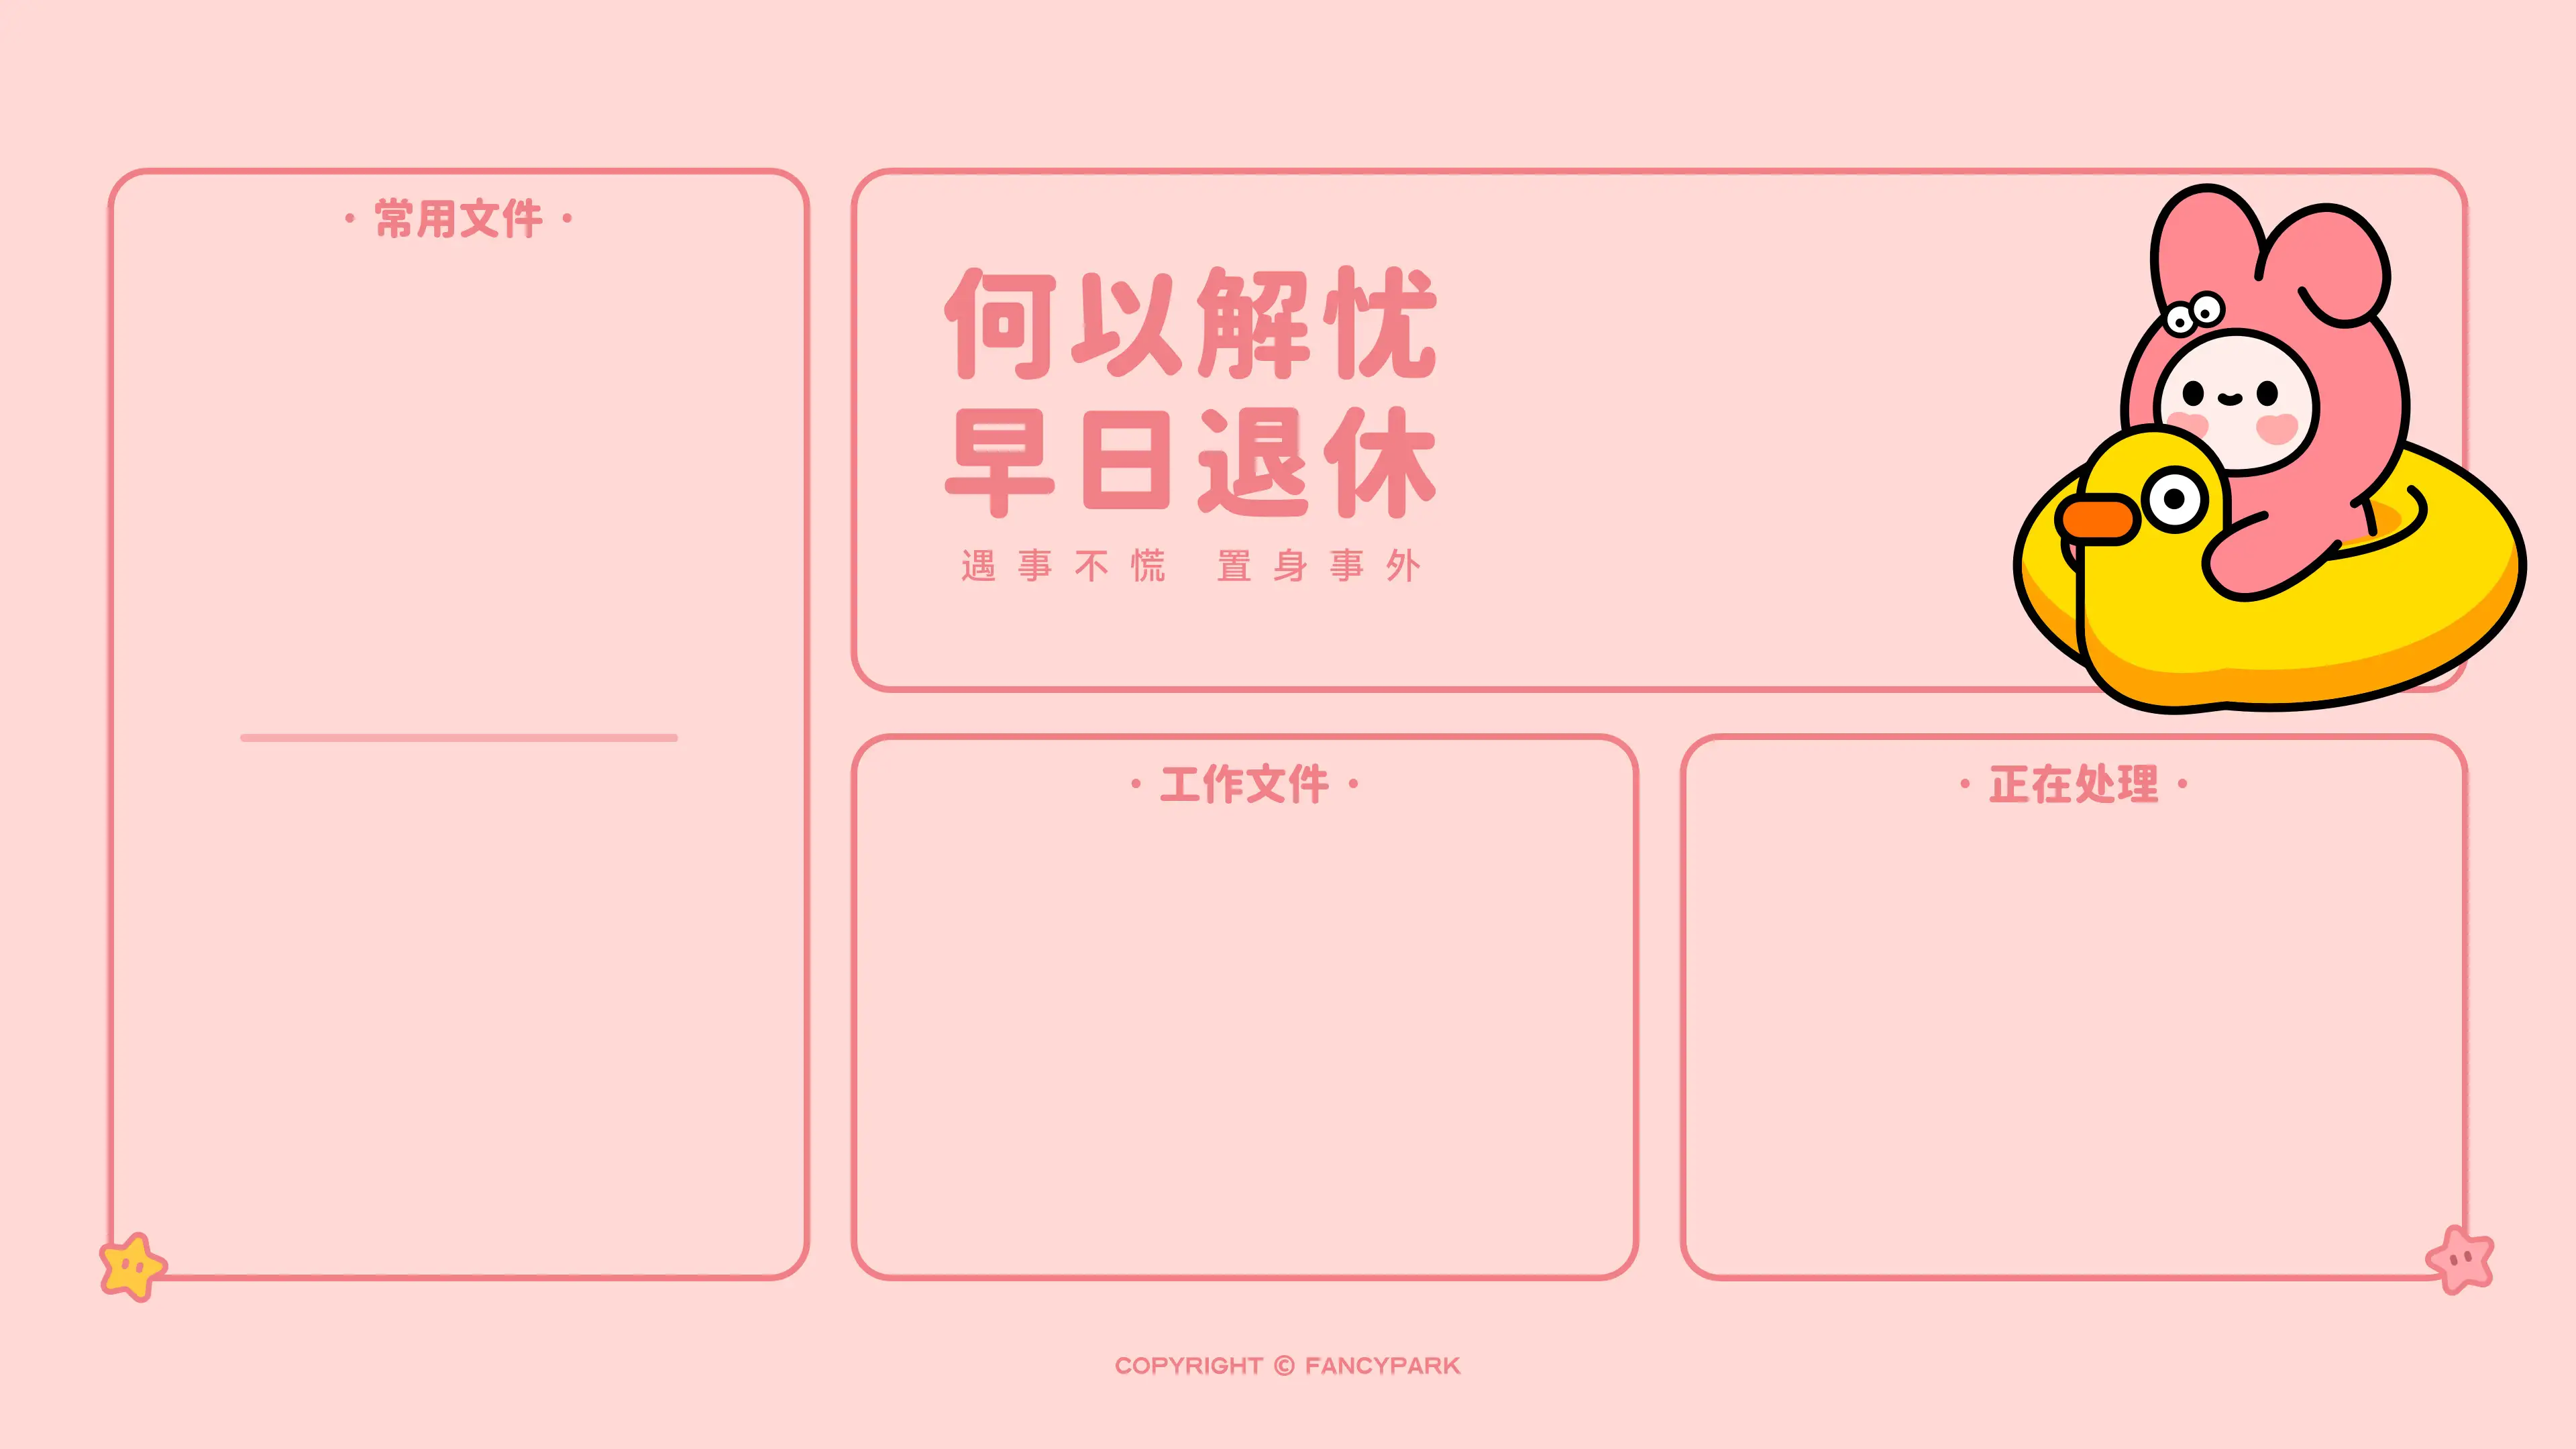 · 常用文件 ·
何以解忧
早日退休
遇事不慌 置身事外
· 工作文件 ·
· 正在处理 ·
COPYRIGHT © FANCYPARK